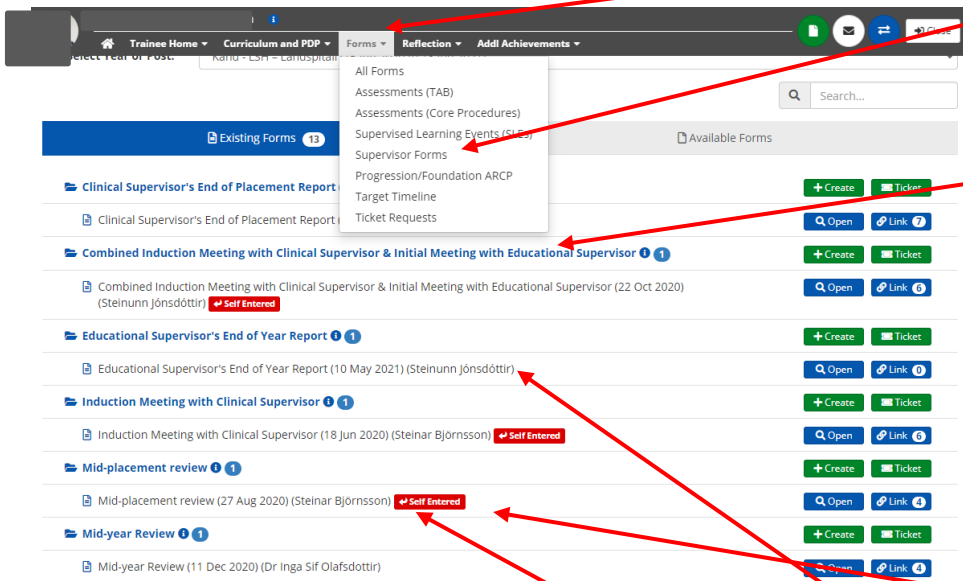 Close
Trainee Home Curriculum and PDP Forms Reflection Addl Achievements
Select Year or Post:
All Forms
Search...
Assessments (TAB)
Assessments (Core Procedures)
Existing Forms 13
Supervised Learning Events (SLEs)
Available Forms
Supervisor Forms
Progression/Foundation ARCP
Target Timeline
Ticket Requests
Clinical Supervisor's End of Placement Report
Create Ticket
Clinical Supervisor's End of Placement Report
Open Link 7
Combined Induction Meeting with Clinical Supervisor & Initial Meeting with Educational Supervisor 1
Create Ticket
Combined Induction Meeting with Clinical Supervisor & Initial Meeting with Educational Supervisor (22 Oct 2020)
(Steinunn Jónsdóttir) Self Entered
Open Link 6
Educational Supervisor's End of Year Report 1
Create Ticket
Educational Supervisor's End of Year Report (10 May 2021) (Steinunn Jónsdóttir)
Open Link 0
Induction Meeting with Clinical Supervisor 1
Create Ticket
Induction Meeting with Clinical Supervisor (18 Jun 2020) (Steinar Björnsson) Self Entered
Open Link 6
Mid-placement review 1
Create Ticket
Mid-placement review (27 Aug 2020) (Steinar Björnsson) Self Entered
Open Link 4
Mid-year Review 1
Create Ticket
Mid-year Review (11 Dec 2020) (Dr Inga Sif Olafsdottir)
Open Link 4